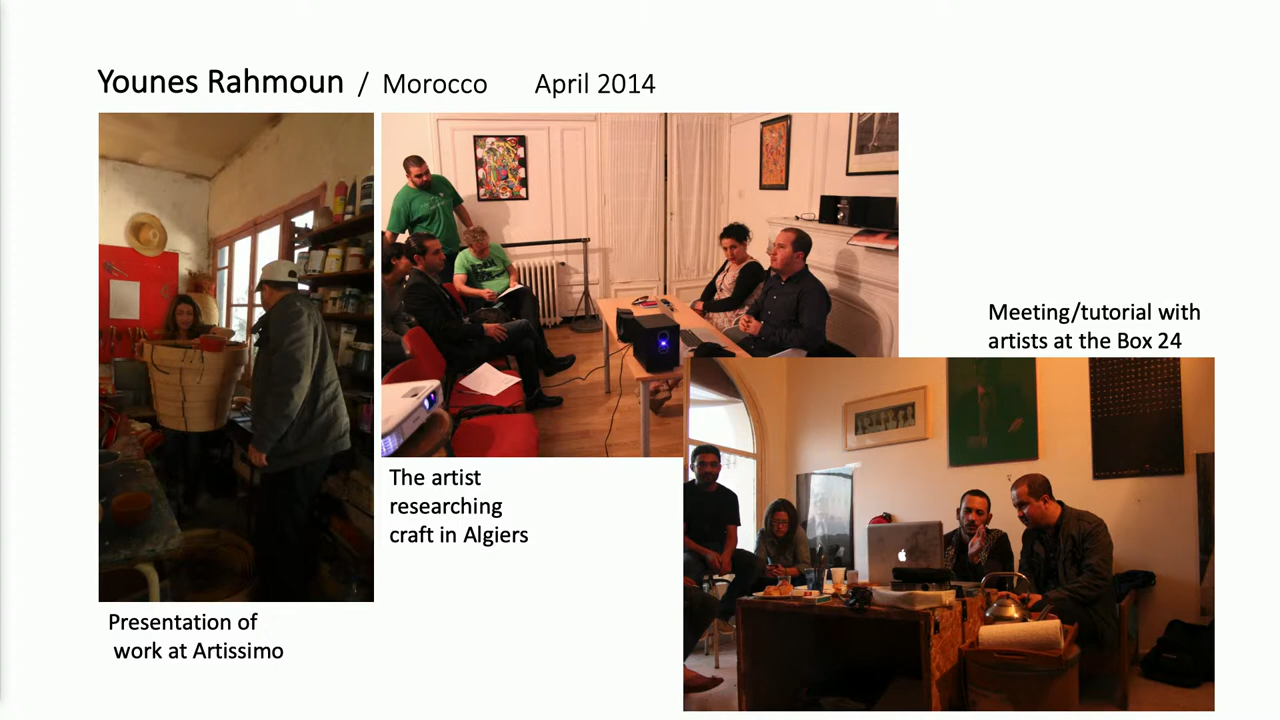 Younes Rahmoun / Morocco April 2014
Meeting/tutorial with
artists at the Box 24
The artist
researching
craft in Algiers
Presentation of
work at Artissimo